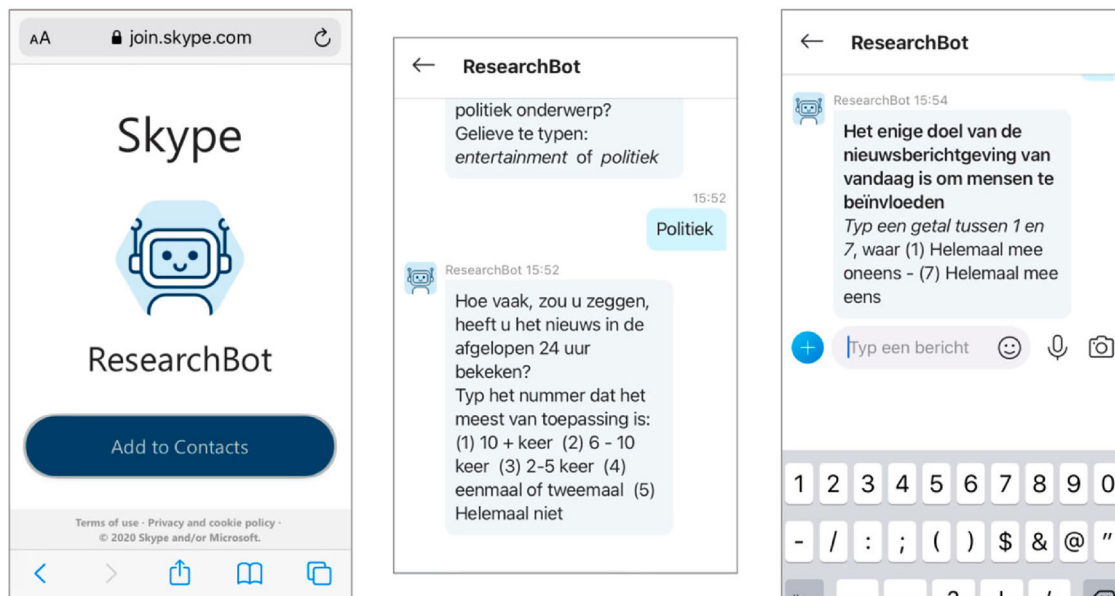 AA join.skype.com
Skype
ResearchBot
Add to Contacts
Terms of use · Privacy and cookie policy ·
© 2020 Skype and/or Microsoft.
ResearchBot
politiek onderwerp?
Gelieve te typen:
entertainment of politiek
15:52
Politiek
ResearchBot 15:52
Hoe vaak, zou u zeggen,
heeft u het nieuws in de
afgelopen 24 uur
bekeken?
Typ het nummer dat het
meest van toepassing is:
(1) 10 + keer (2) 6 - 10
keer (3) 2-5 keer (4)
eenmaal of tweemaal (5)
Helemaal niet
ResearchBot
ResearchBot 15:54
Het enige doel van de
nieuwsberichtgeving van
vandaag is om mensen te
beïnvloeden
Typ een getal tussen 1 en
7, waar (1) Helemaal mee
oneens - (7) Helemaal mee
eens
Typ een bericht
1 2 3 4 5 6 7 8 9 0
- / : ; ( ) $ & @ "